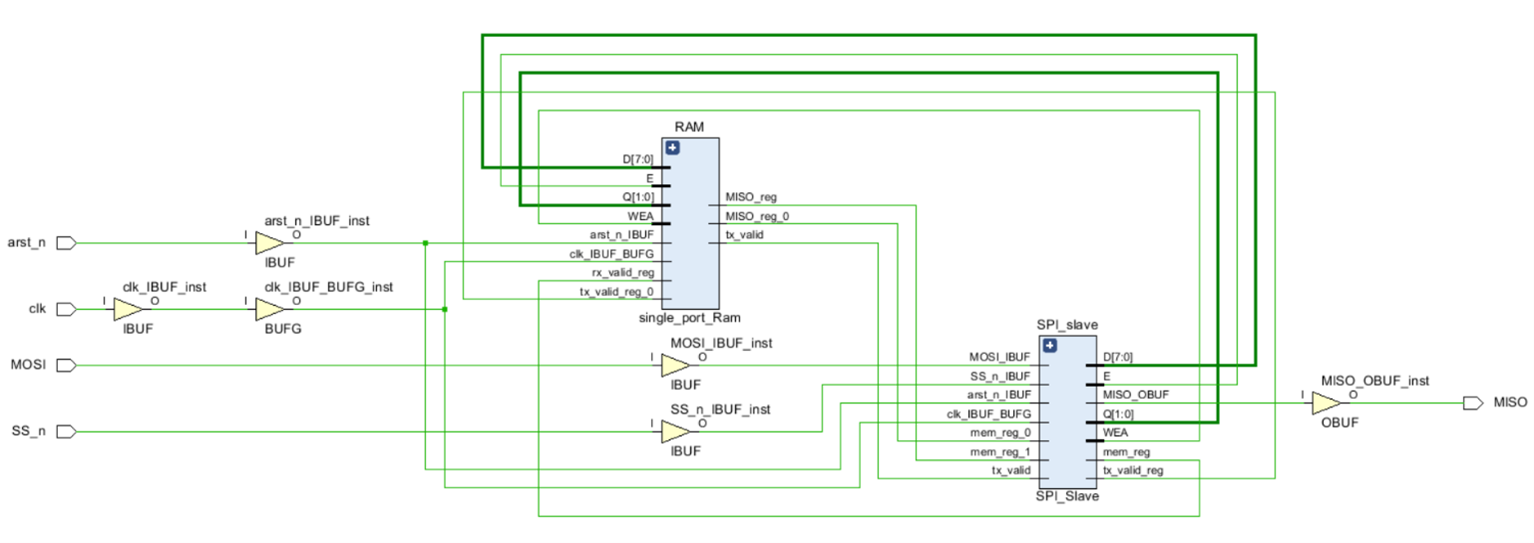 RAM
D[7:0]
E
Q[1:0]
WEA
arst_n_IBUF
clk_IBUF_BUFG
rx_valid_reg
tx_valid_reg_0
MISO_reg
MISO_reg_0
tx_valid
single_port_Ram
arst_n
arst_n_IBUF_inst
I
O
IBUF
clk
clk_IBUF_inst
I
O
IBUF
clk_IBUF_BUFG_inst
I
O
BUFG
MOSI
MOSI_IBUF_inst
I
O
IBUF
SS_n
SS_n_IBUF_inst
I
O
IBUF
SPI_slave
MOSI_IBUF
SS_n_IBUF
arst_n_IBUF
clk_IBUF_BUFG
mem_reg_0
mem_reg_1
tx_valid
D[7:0]
E
MISO_OBUF
Q[1:0]
WEA
mem_reg
tx_valid_reg
SPI_Slave
MISO_OBUF_inst
I
O
OBUF
MISO